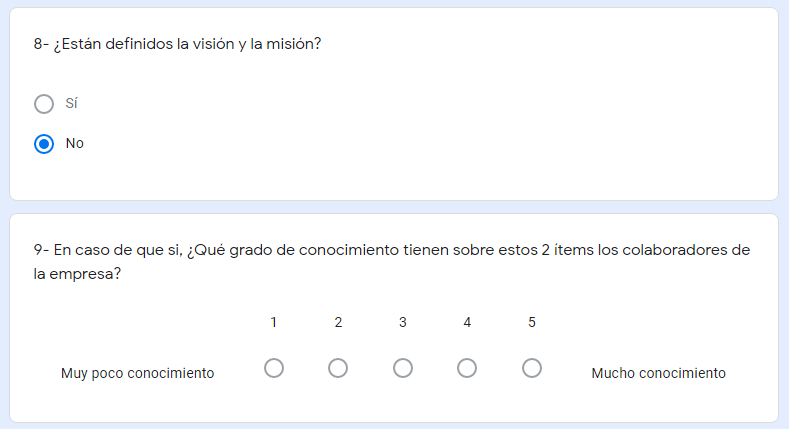 8- ¿Están definidos la visión y la misión?
Sí
No
9- En caso de que si, ¿Qué grado de conocimiento tienen sobre estos 2 ítems los colaboradores de
la empresa?
1 2 3 4 5
Muy poco conocimiento Mucho conocimiento